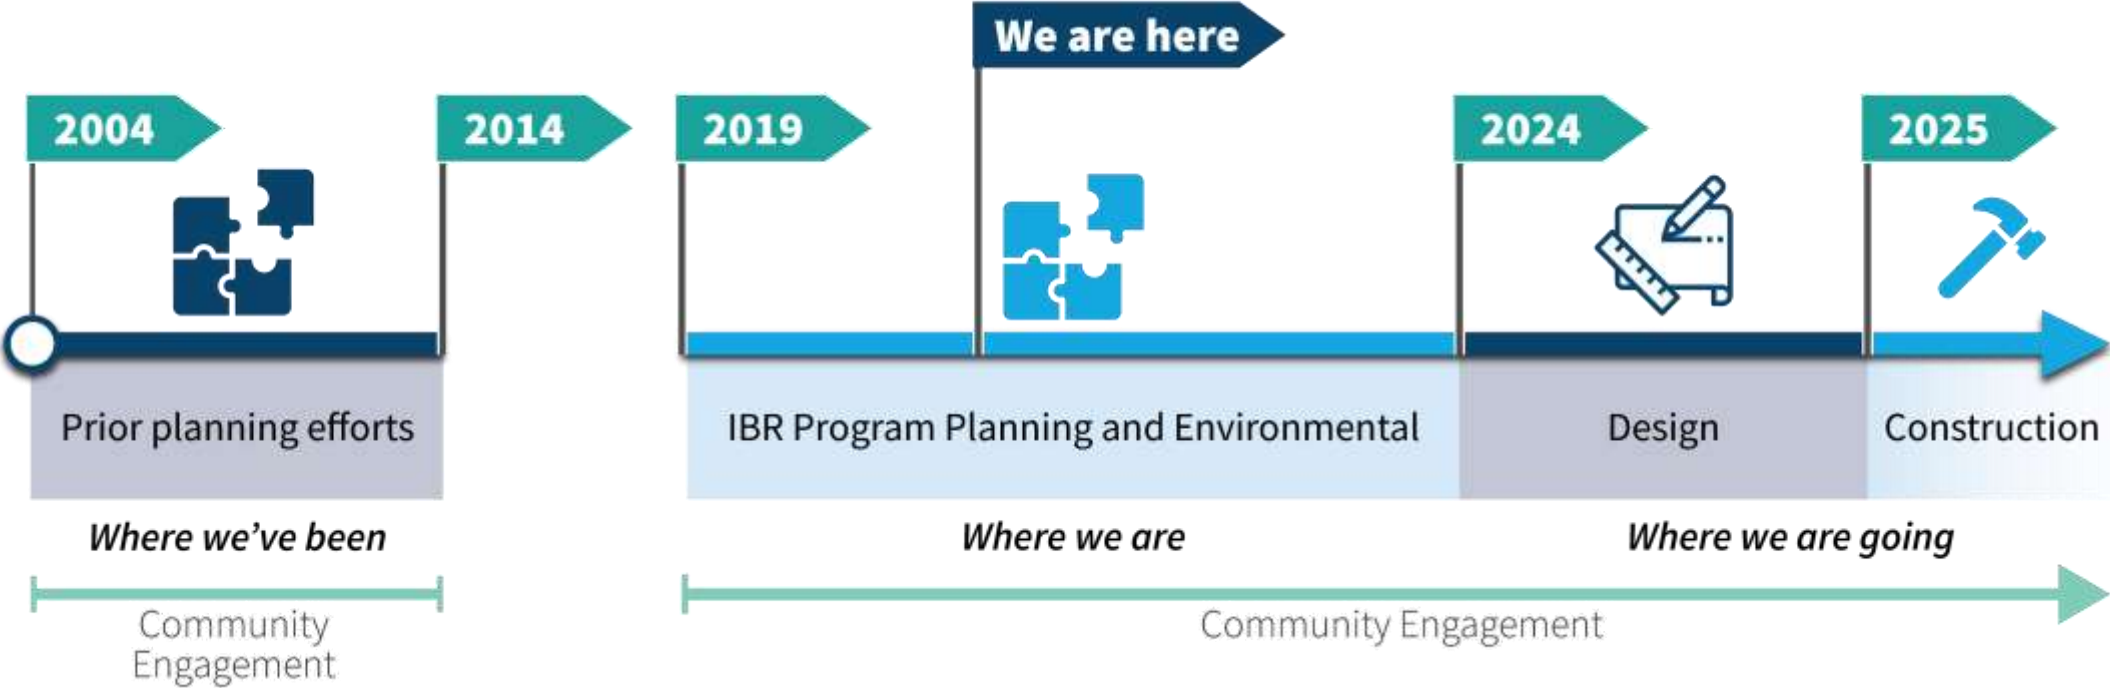 We are here
2004
2014
2019
2024
2025
Prior planning efforts
IBR Program Planning and Environmental
Design
Construction
Where we've been
Where we are
Where we are going
Community
Engagement
Community Engagement